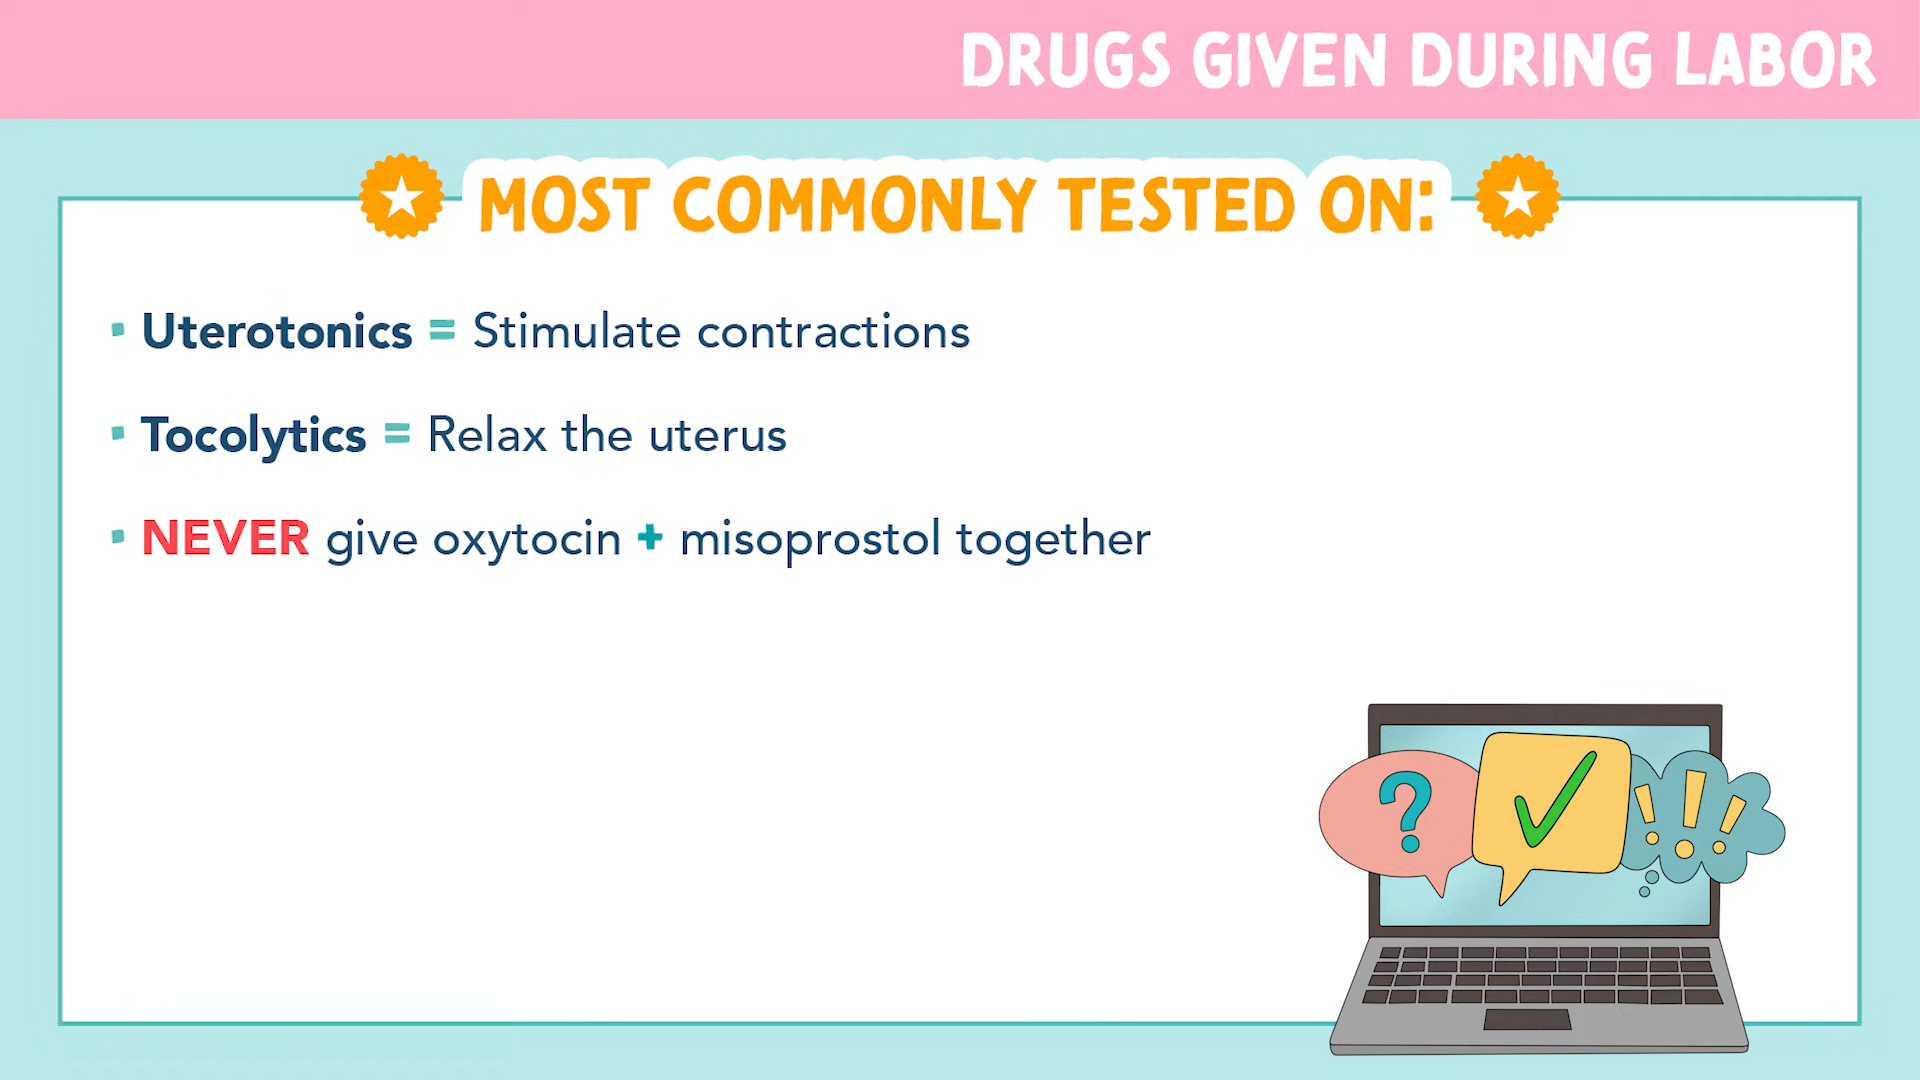 DRUGS GIVEN DURING LABOR
MOST COMMONLY TESTED ON:
▪ Uterotonics = Stimulate contractions
▪ Tocolytics = Relax the uterus
▪ NEVER give oxytocin + misoprostol together
? ✓ !!!